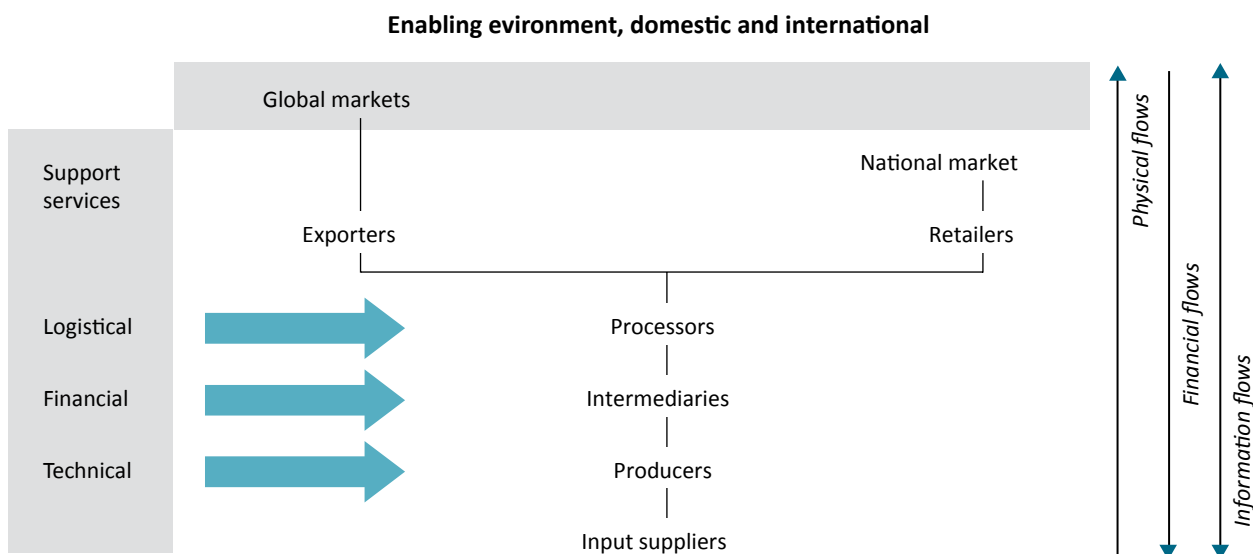 Enabling evironment, domestic and international
Global markets
Support
services
National market
Exporters
Retailers
Logistical
Processors
Financial
Intermediaries
Technical
Producers
Input suppliers
Physical flows
Financial flows
Information flows